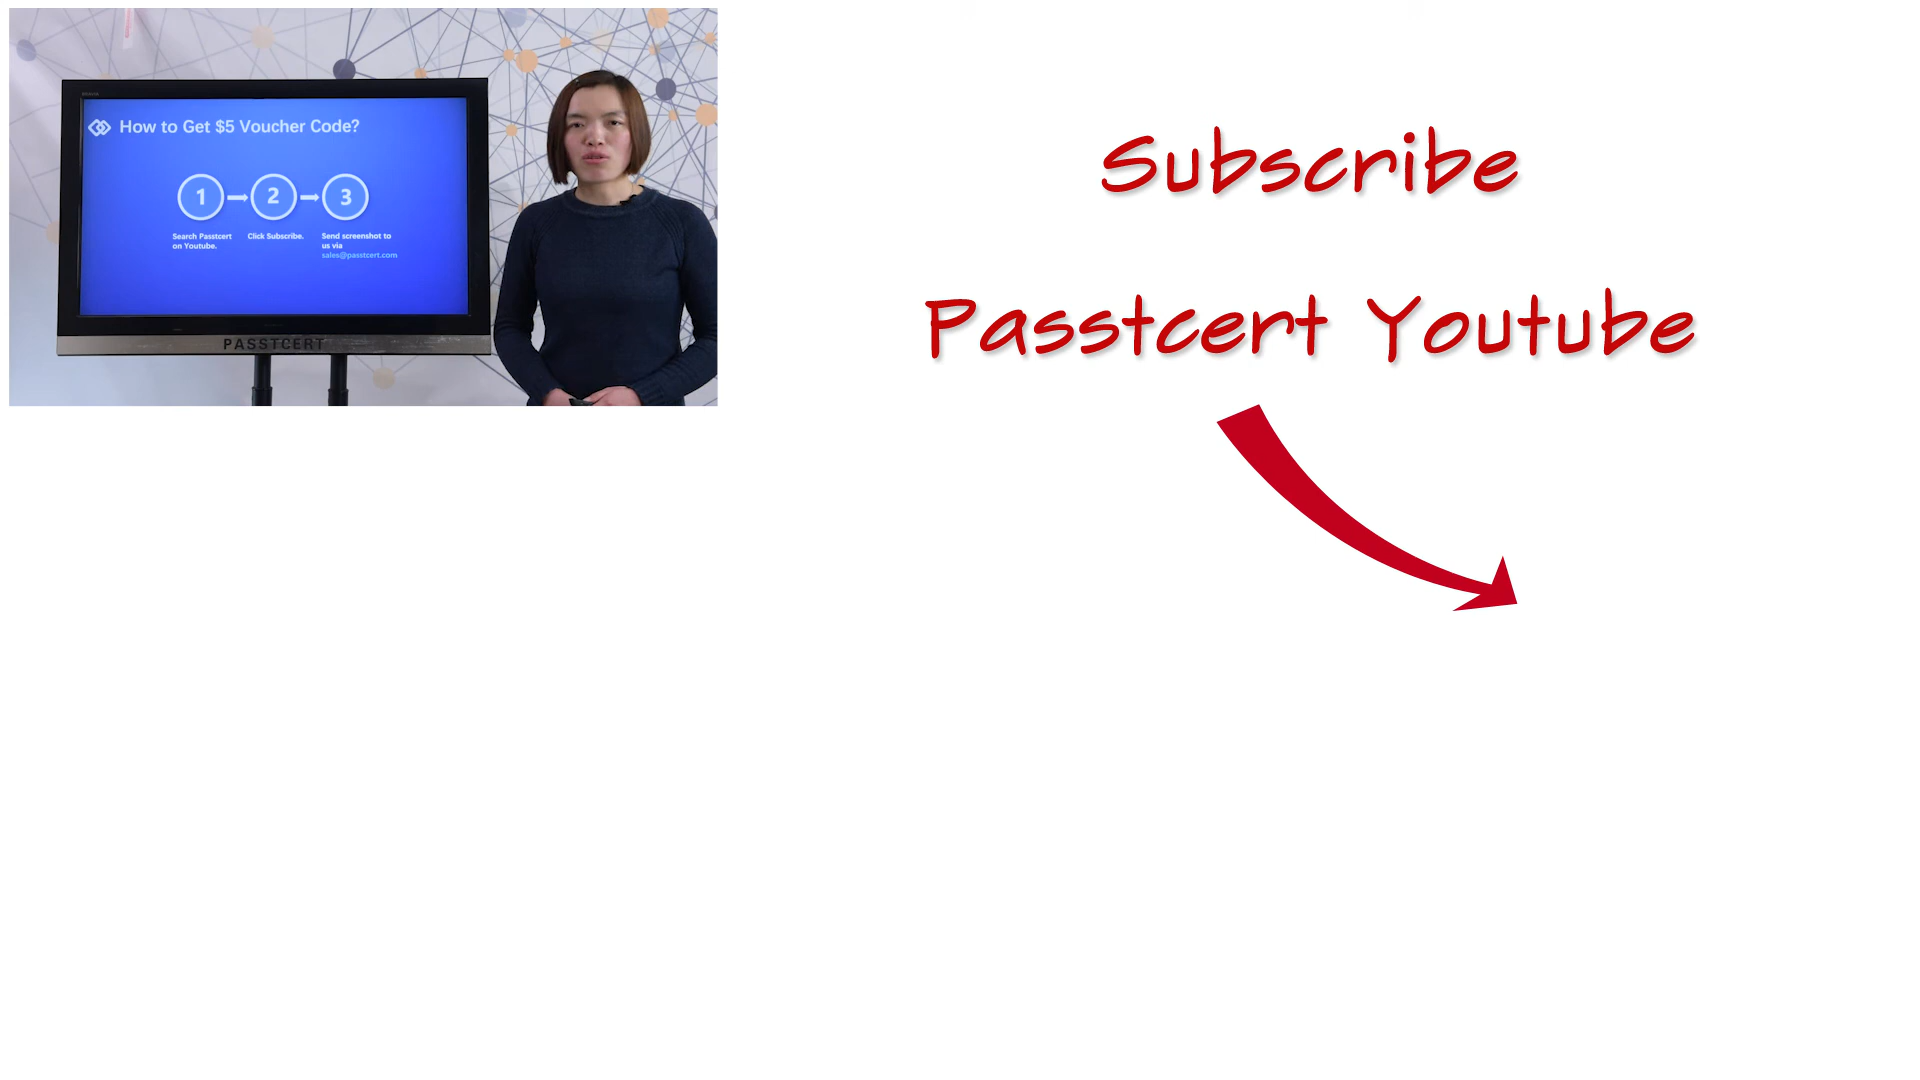 How to Get $5 Voucher Code?
1 2 3
Search Passtcert
on Youtube.
Click Subscribe.
Send screenshot to
us via
sales@passtcert.com
PASSTCERT
Subscribe
Passtcert Youtube